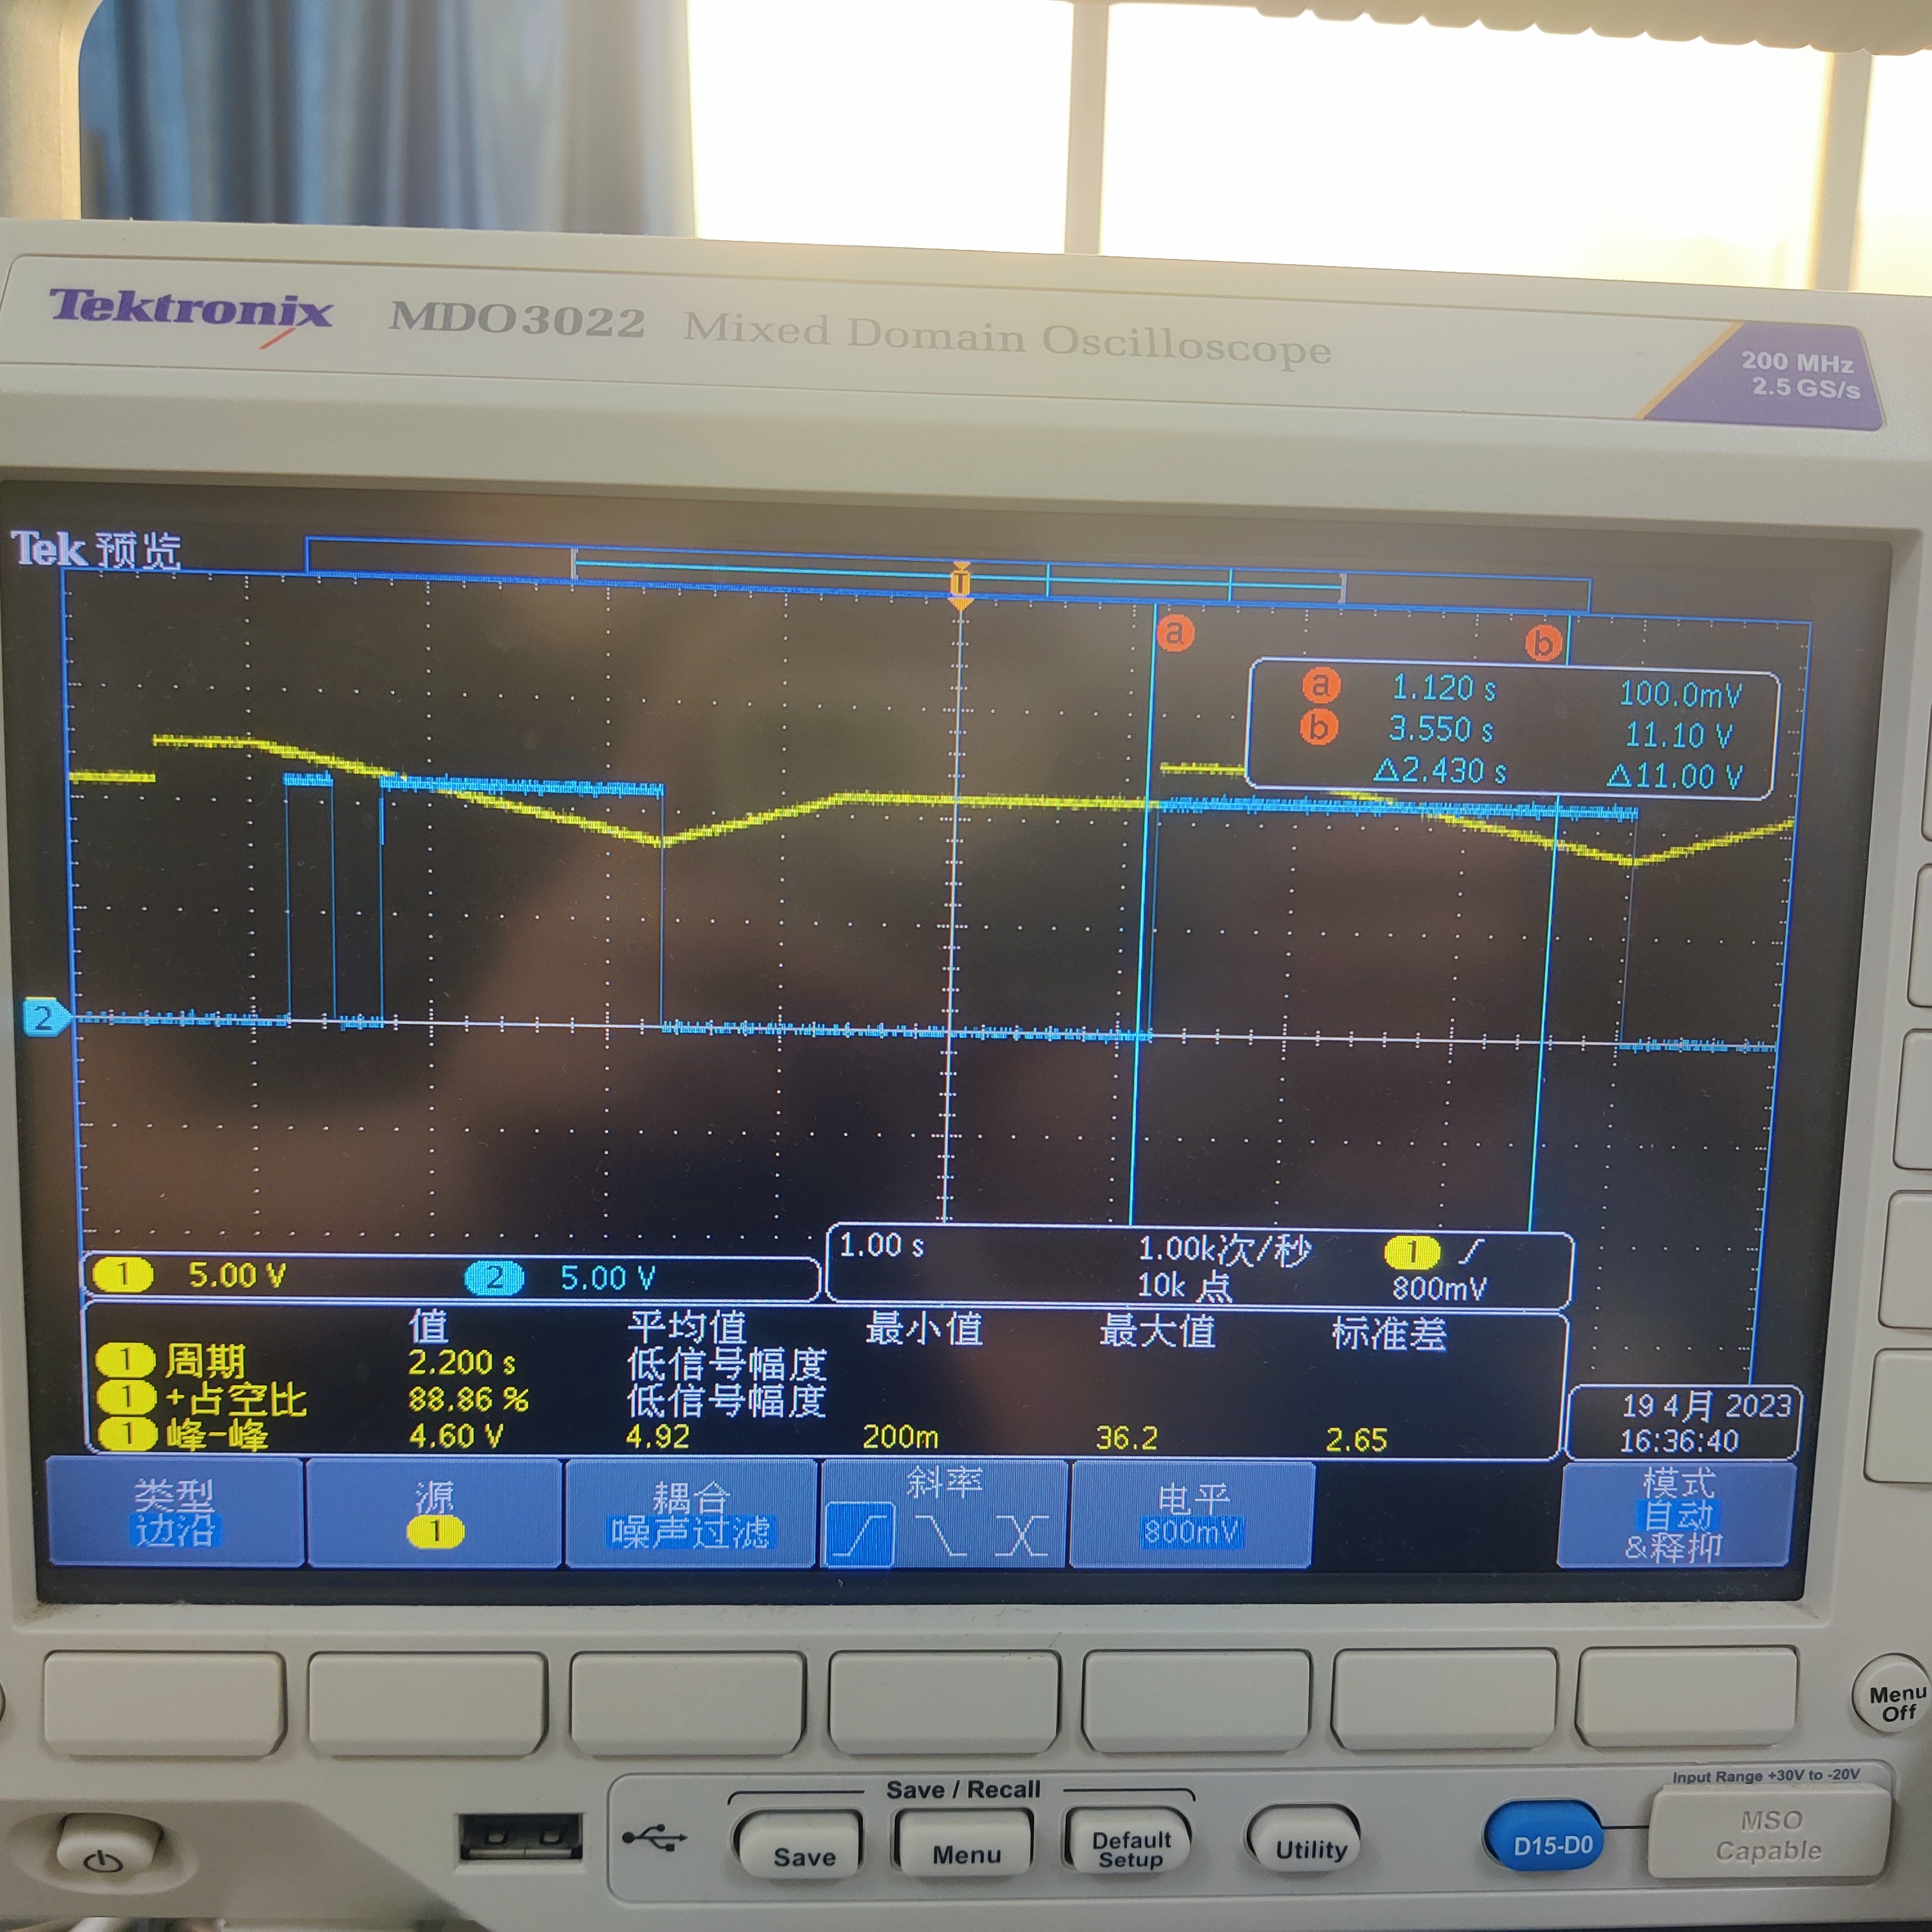 Tektronix MDO3022 Mixed Domain Oscilloscope
200 MHz
2.5 GS/s
Tek 预览
T
a b
a 1.120 s 100.0mV
b 3.550 s 11.10 V
△2.430 s △11.00 V
2
1 5.00 V 2 5.00 V
1.00 s 1.00k次/秒 1
10k 点 800mV
值 平均值 最小值 最大值 标准差
1 周期 2.200 s 低信号幅度
1 +占空比 88.86 % 低信号幅度
1 峰-峰 4.60 V 4.92 200m 36.2 2.65
19 4月 2023
16:36:40
类型
边沿
源
1
耦合
噪声过滤
斜率
电平
800mV
模式
自动
&释抑
Menu
Off
Save / Recall
Save
Menu
Default
Setup
Utility
D15-D0
Input Range +30V to -20V
MSO
Capable